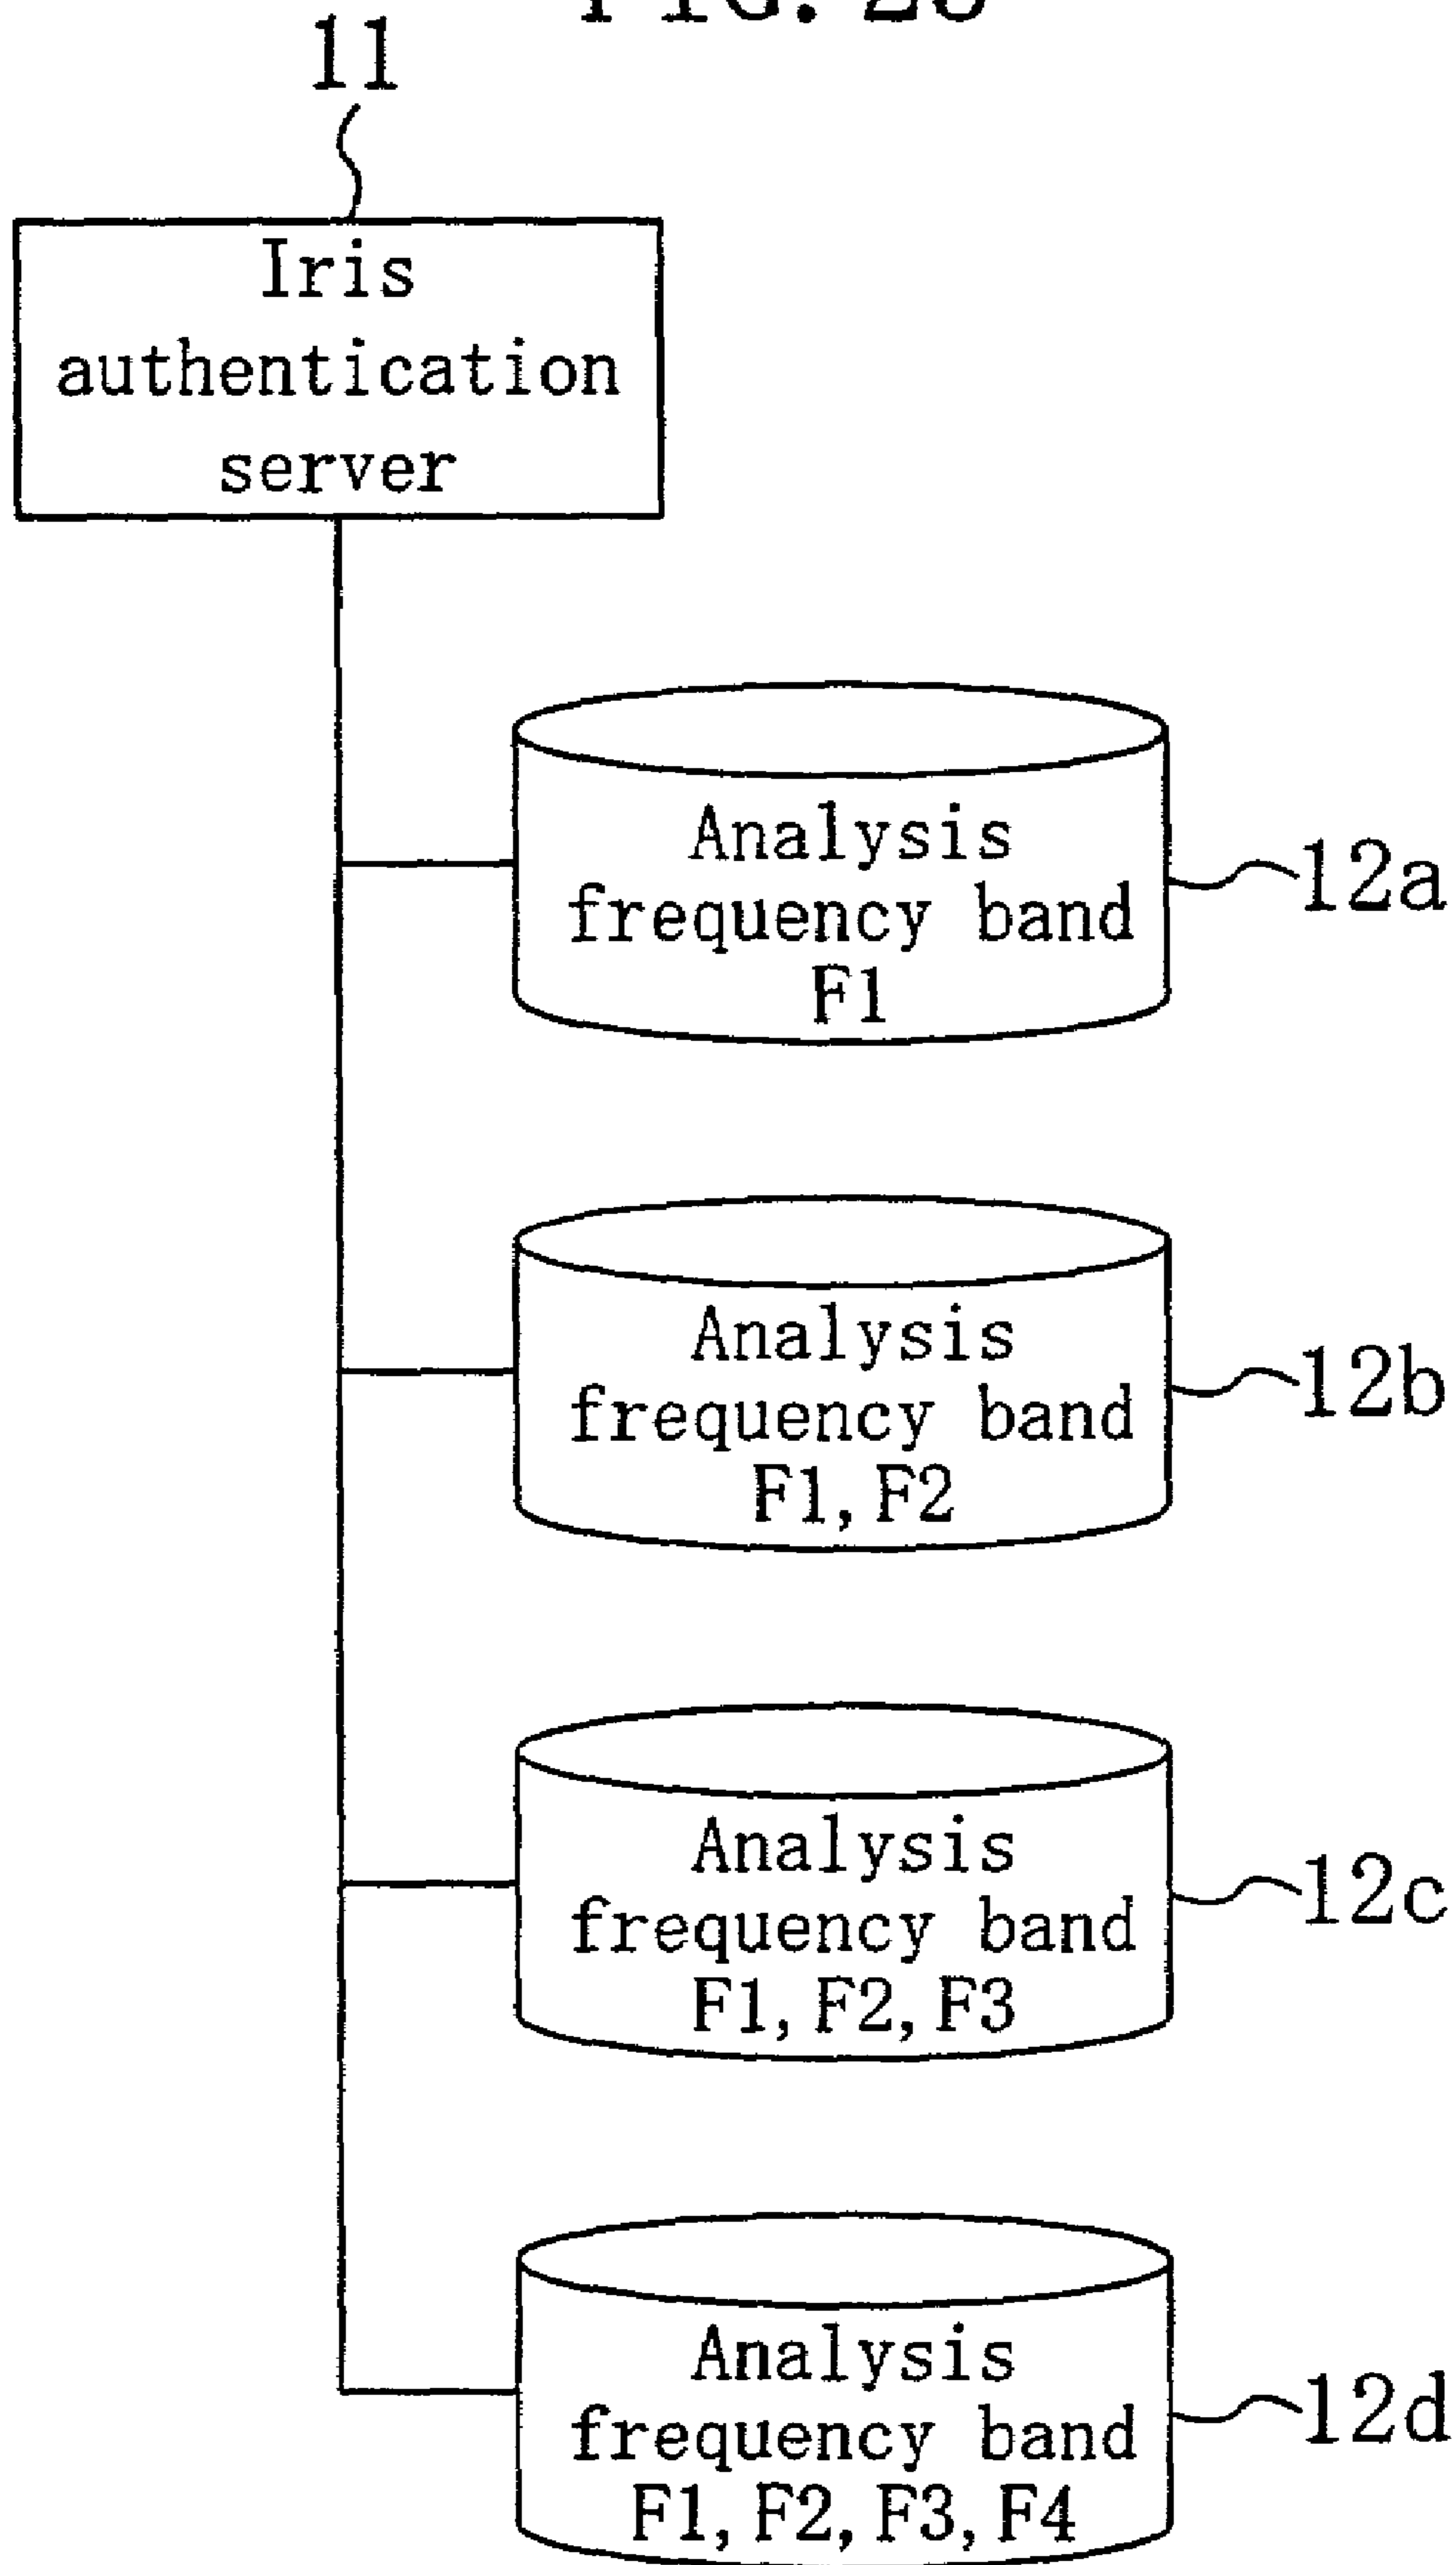 11
Iris
authentication
server
Analysis
frequency band
F1
12a
Analysis
frequency band
F1, F2
12b
Analysis
frequency band
F1, F2, F3
12c
Analysis
frequency band
F1, F2, F3, F4
12d